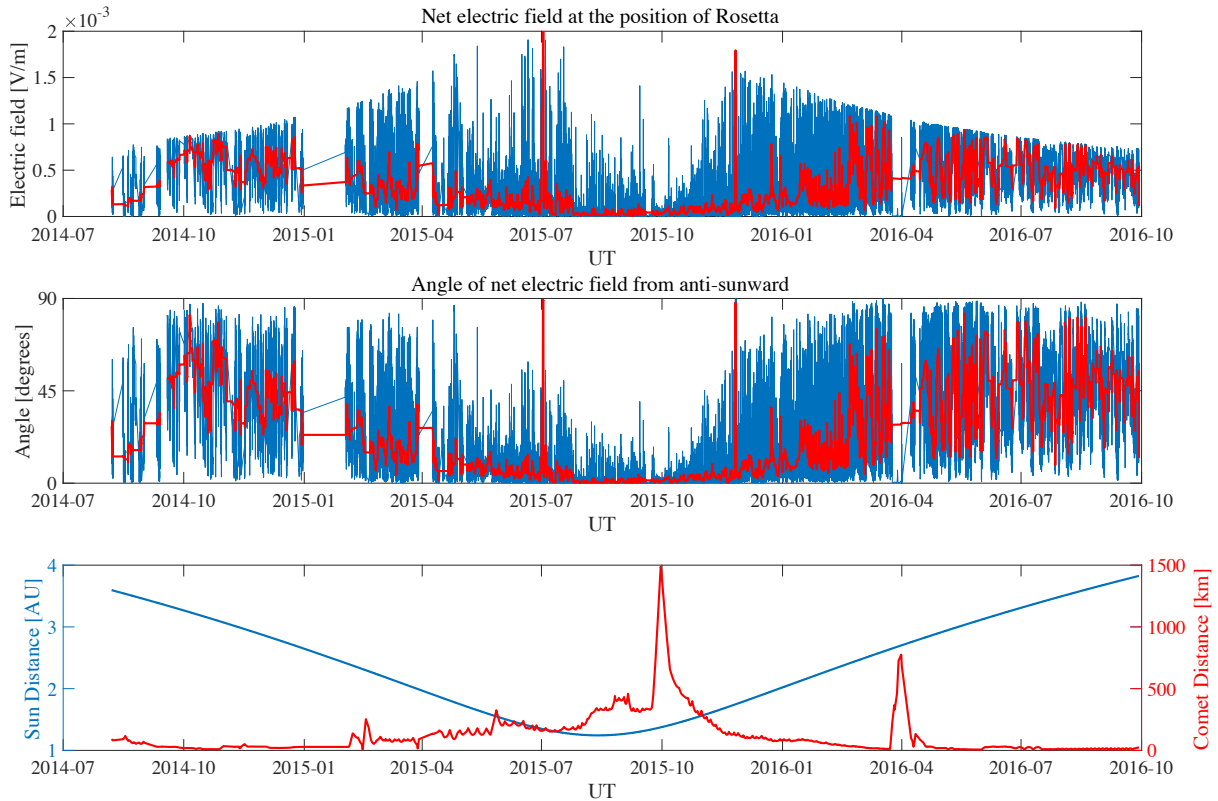 Net electric field at the position of Rosetta
×10⁻³
2
1.5
1
0.5
0
Electric field [V/m]
2014-07 2014-10 2015-01 2015-04 2015-07 2015-10 2016-01 2016-04 2016-07 2016-10
UT
Angle of net electric field from anti-sunward
90
45
0
Angle [degrees]
2014-07 2014-10 2015-01 2015-04 2015-07 2015-10 2016-01 2016-04 2016-07 2016-10
UT
4
3
2
1
Sun Distance [AU]
1500
1000
500
0
Comet Distance [km]
2014-07 2014-10 2015-01 2015-04 2015-07 2015-10 2016-01 2016-04 2016-07 2016-10
UT